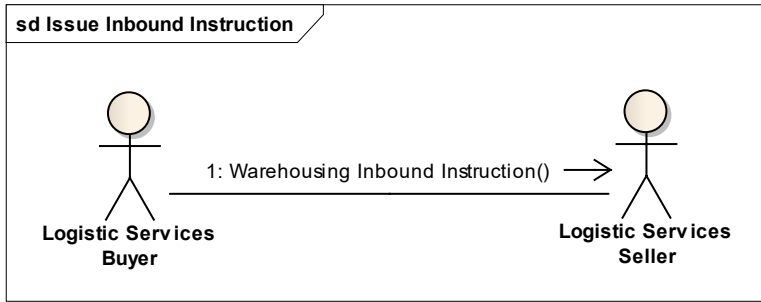 sd Issue Inbound Instruction
1: Warehousing Inbound Instruction()
Logistic Services
Buyer
Logistic Services
Seller